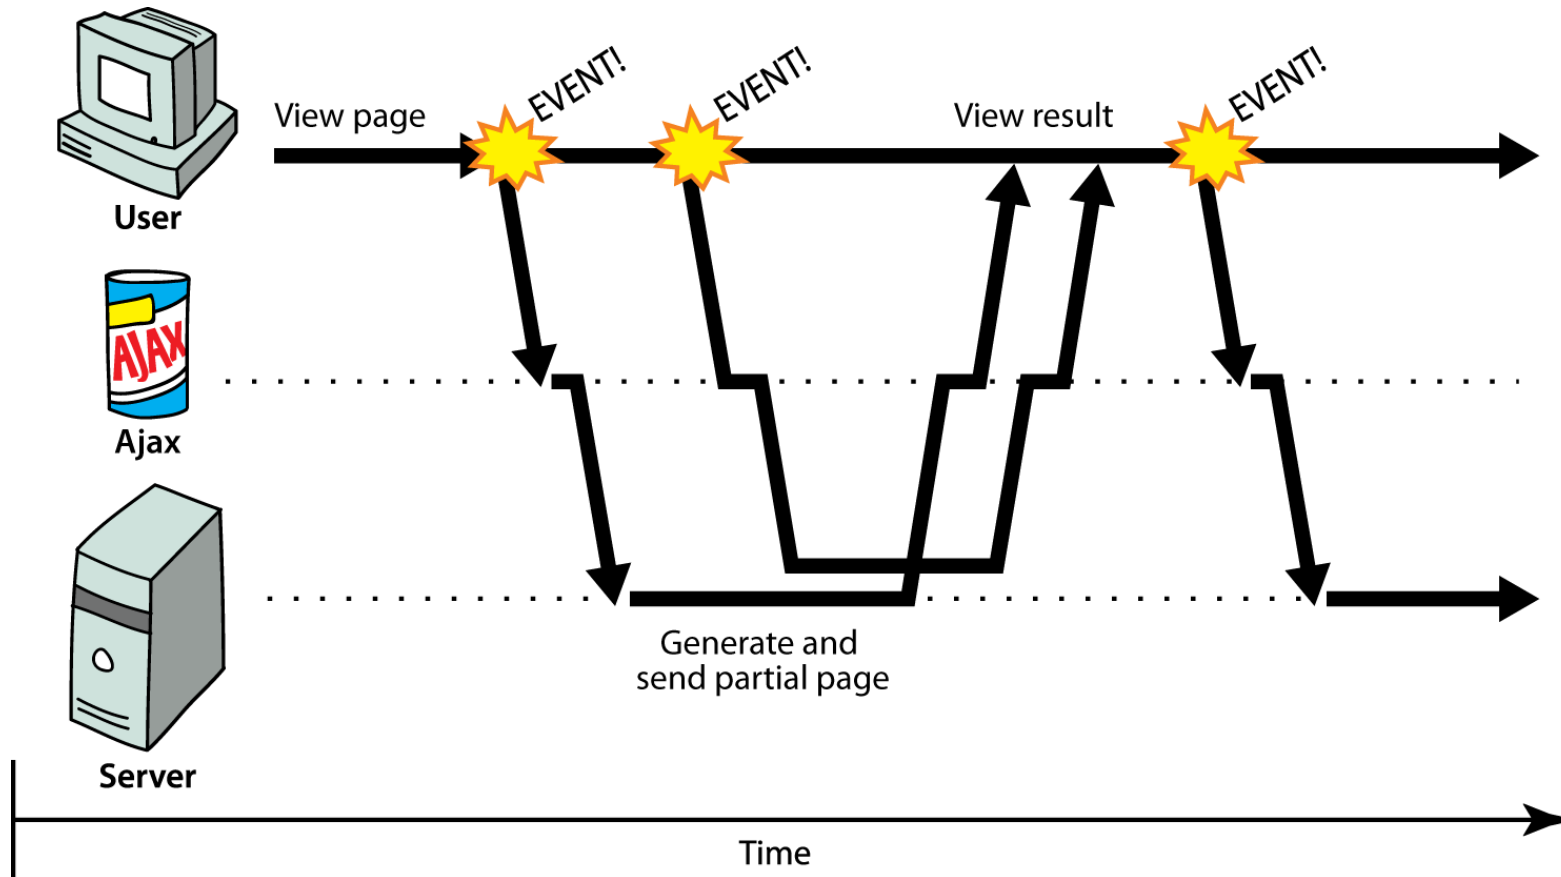 EVENT!
EVENT!
EVENT!
View page
View result
User
AJAX
Ajax
Generate and
send partial page
Server
Time